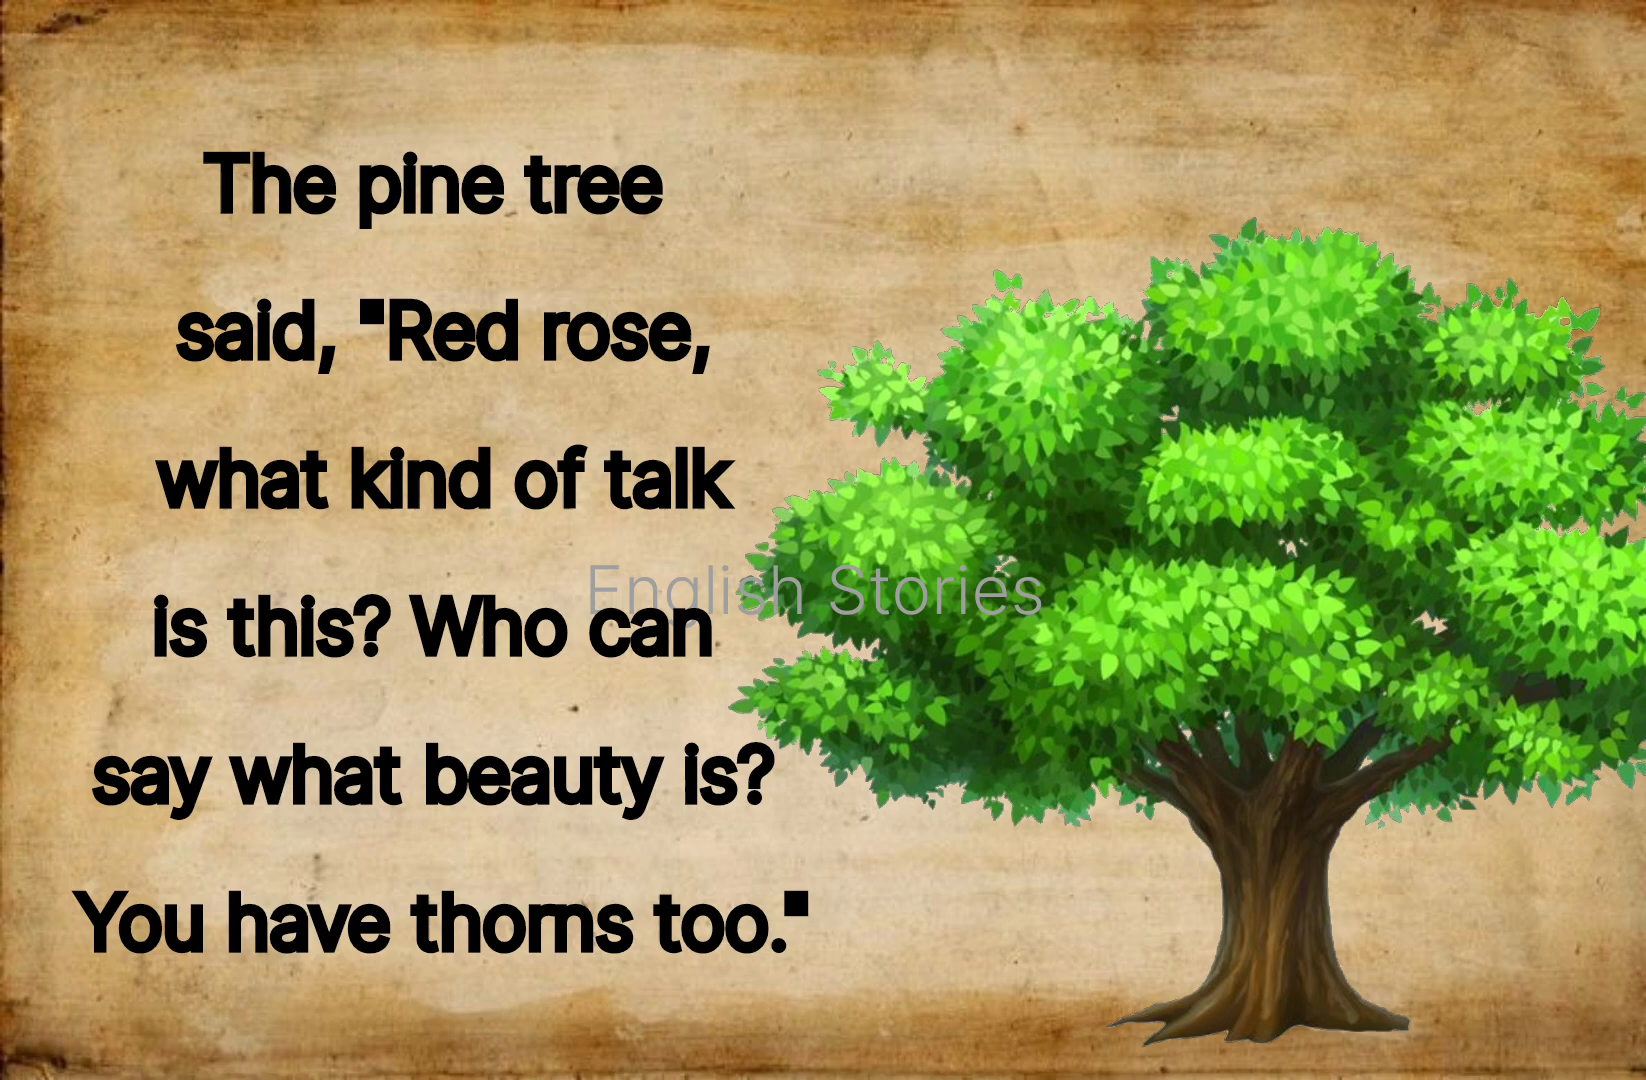 The pine tree
said, "Red rose,
what kind of talk
English Stories
is this? Who can
say what beauty is?
You have thorns too."